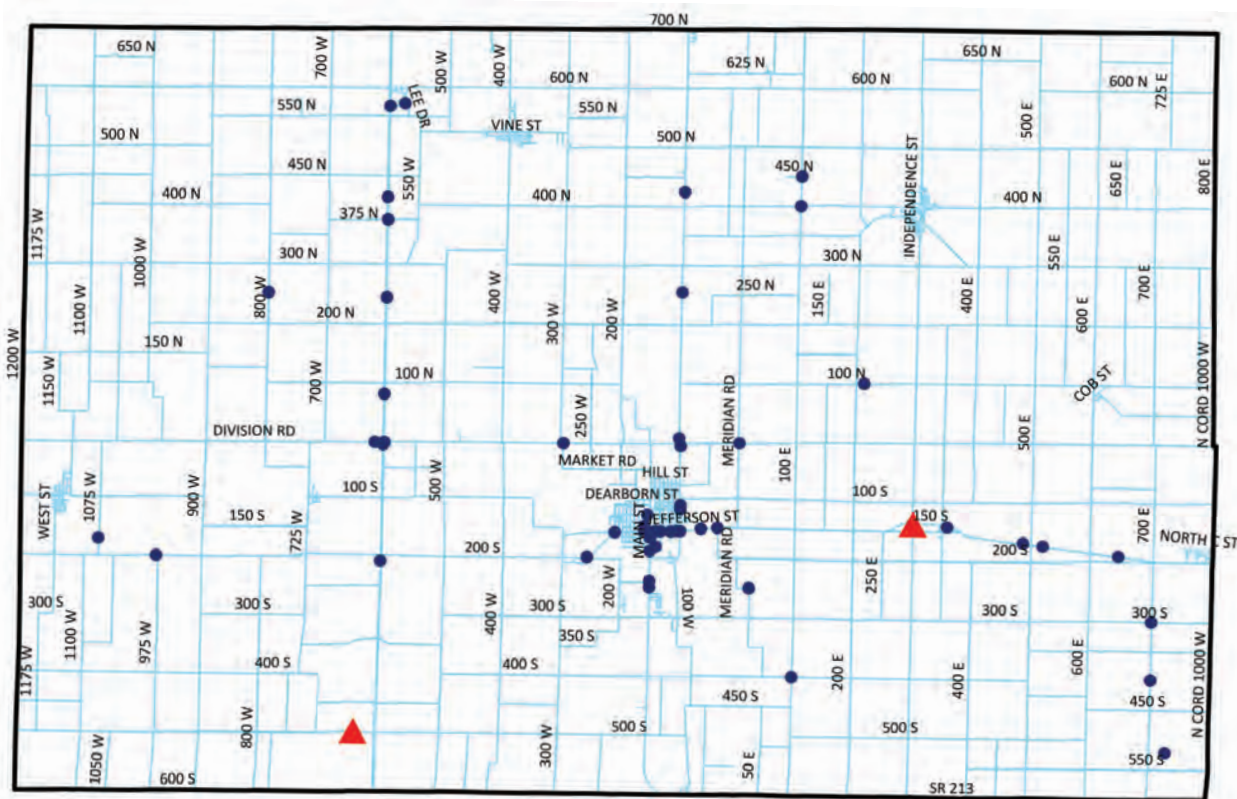 700 N
650 N
700 W
500 W
400 W
650 N
625 N
600 N
600 N
600 N
725 E
LEE DR
550 N
550 N
500 E
VINE ST
500 N
500 N
INDEPENDENCE ST
450 N
450 N
550 W
650 E
800 E
400 N
400 N
400 N
375 N
1175 W
1000 W
300 N
300 N
550 E
800 W
400 W
250 N
150 E
400 E
700 E
1100 W
200 N
300 W
200 W
600 E
1200 W
150 N
1150 W
700 W
100 N
100 N
COB ST
N CORD 1000 W
250 W
MERIDIAN RD
500 E
DIVISION RD
MARKET RD
HILL ST
100 E
WEST ST
1075 W
900 W
100 S
500 W
DEARBORN ST
100 S
150 S
725 W
MAIN ST
JEFFERSON ST
150 S
700 E
NORTH E ST
200 S
200 S
MERIDIAN RD
250 E
200 W
100 W
300 S
300 S
300 S
300 S
300 S
1100 W
975 W
400 W
350 S
600 E
1175 W
400 S
400 S
200 E
400 E
N CORD 1000 W
450 S
450 S
800 W
500 S
500 S
300 W
1050 W
50 E
550 S
600 S
SR 213